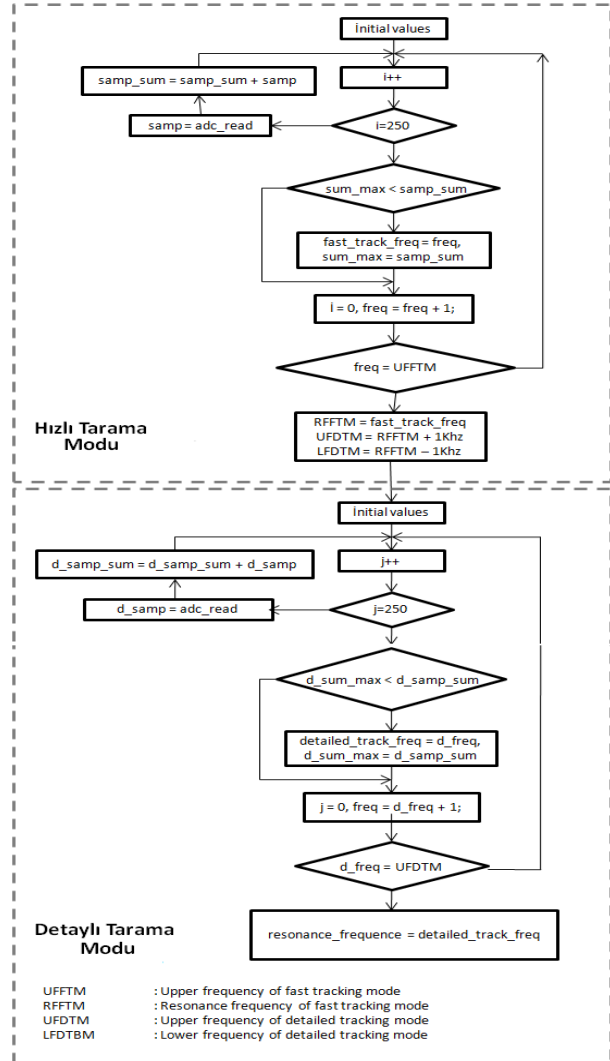 İnitial values
samp_sum = samp_sum + samp
i++
samp = adc_read
i=250
sum_max < samp_sum
fast_track_freq = freq,
sum_max = samp_sum
İ = 0, freq = freq + 1;
freq = UFFTM
RFFTM = fast_track_freq
UFDTM = RFFTM + 1Khz
LFDTM = RFFTM – 1Khz
Hızlı Tarama
Modu
İnitial values
d_samp_sum = d_samp_sum + d_samp
j++
d_samp = adc_read
j=250
d_sum_max < d_samp_sum
detailed_track_freq = d_freq,
d_sum_max = d_samp_sum
j = 0, freq = d_freq + 1;
d_freq = UFDTM
resonance_frequence = detailed_track_freq
Detaylı Tarama
Modu
UFFTM : Upper frequency of fast tracking mode
RFFTM : Resonance frequency of fast tracking mode
UFDTM : Upper frequency of detailed tracking mode
LFDTBM : Lower frequency of detailed tracking mode